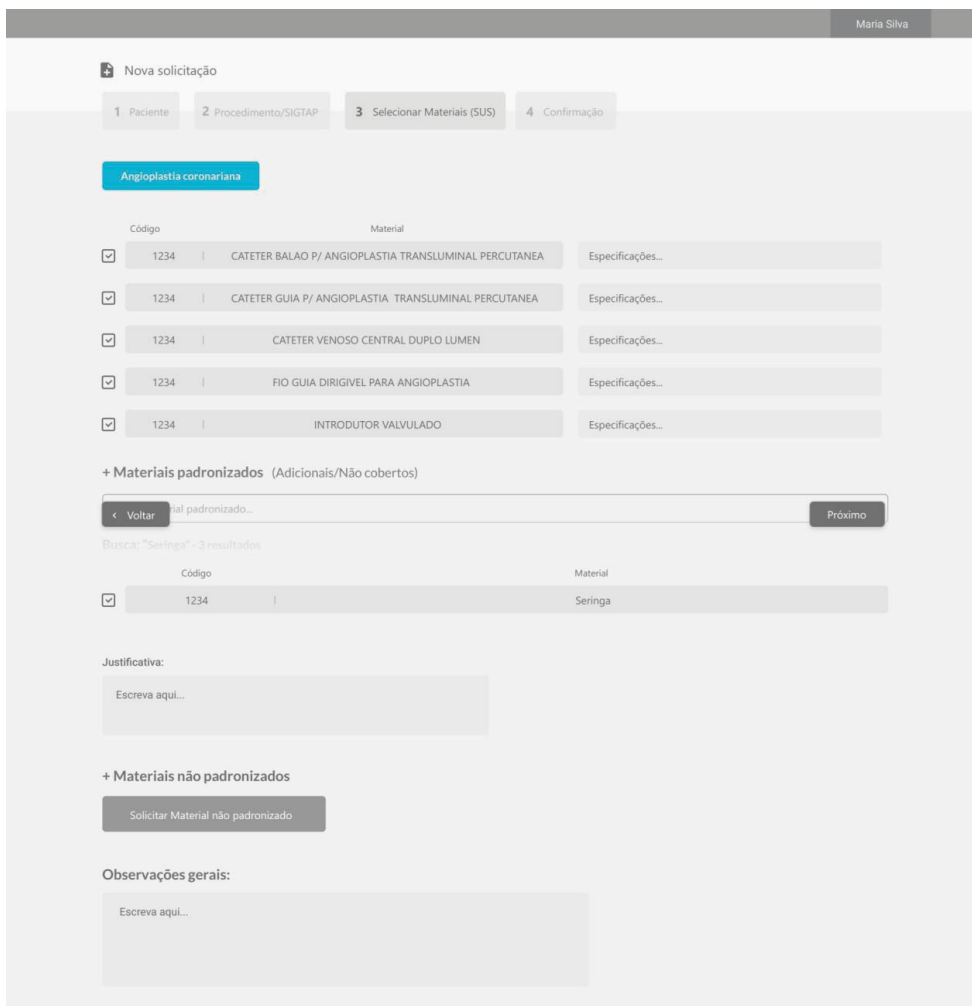 Maria Silva
Nova solicitação
1 Paciente 2 Procedimento/SIGTAP 3 Selecionar Materiais (SUS) 4 Confirmação
Angioplastia coronariana
Código Material
1234 | CATETER BALAO P/ ANGIOPLASTIA TRANSLUMINAL PERCUTANEA Especificações...
1234 | CATETER GUIA P/ ANGIOPLASTIA TRANSLUMINAL PERCUTANEA Especificações...
1234 | CATETER VENOSO CENTRAL DUPLO LUMEN Especificações...
1234 | FIO GUIA DIRIGIVEL PARA ANGIOPLASTIA Especificações...
1234 | INTRODUTOR VALVULADO Especificações...
+ Materiais padronizados (Adicionais/Não cobertos)
‹ Voltar rial padronizado... Próximo
Busca: "Seringa" - 3 resultados
Código Material
1234 | Seringa
Justificativa:
Escreva aqui...
+ Materiais não padronizados
Solicitar Material não padronizado
Observações gerais:
Escreva aqui...